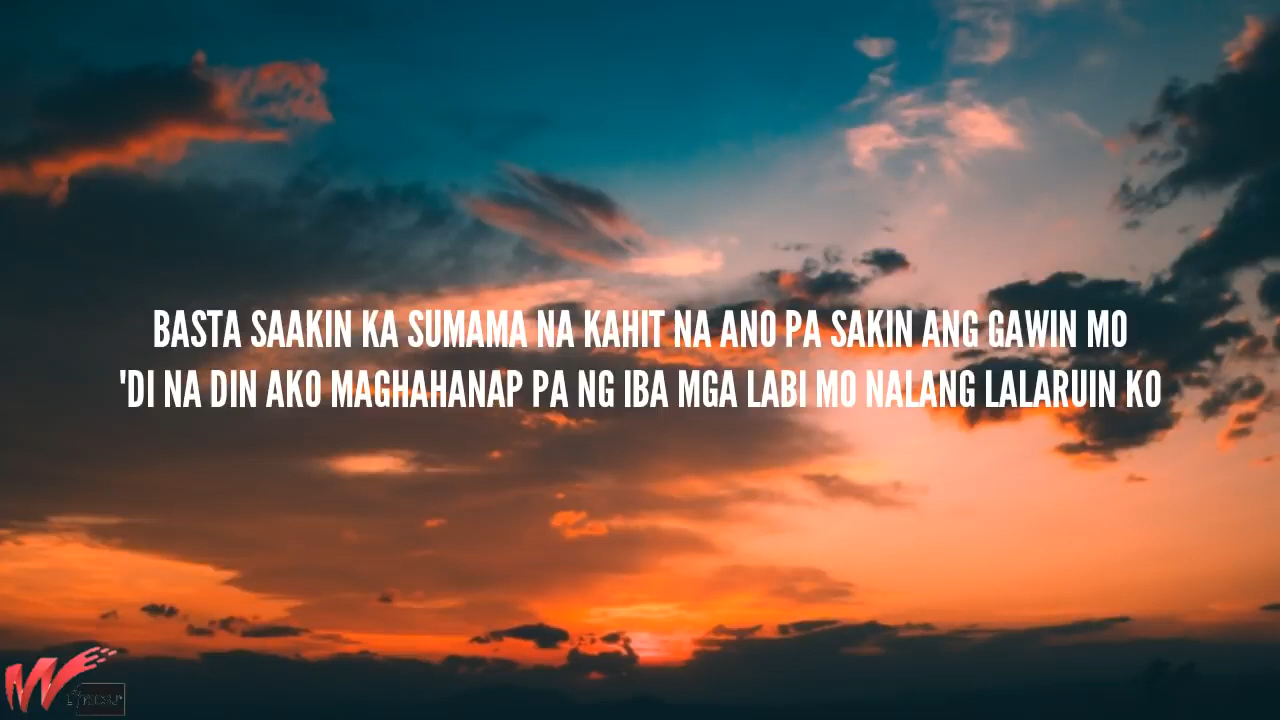 BASTA SAAKIN KA SUMAMA NA KAHIT NA ANO PA SAKIN ANG GAWIN MO
'DI NA DIN AKO MAGHAHANAP PA NG IBA MGA LABI MO NALANG LALARUIN KO